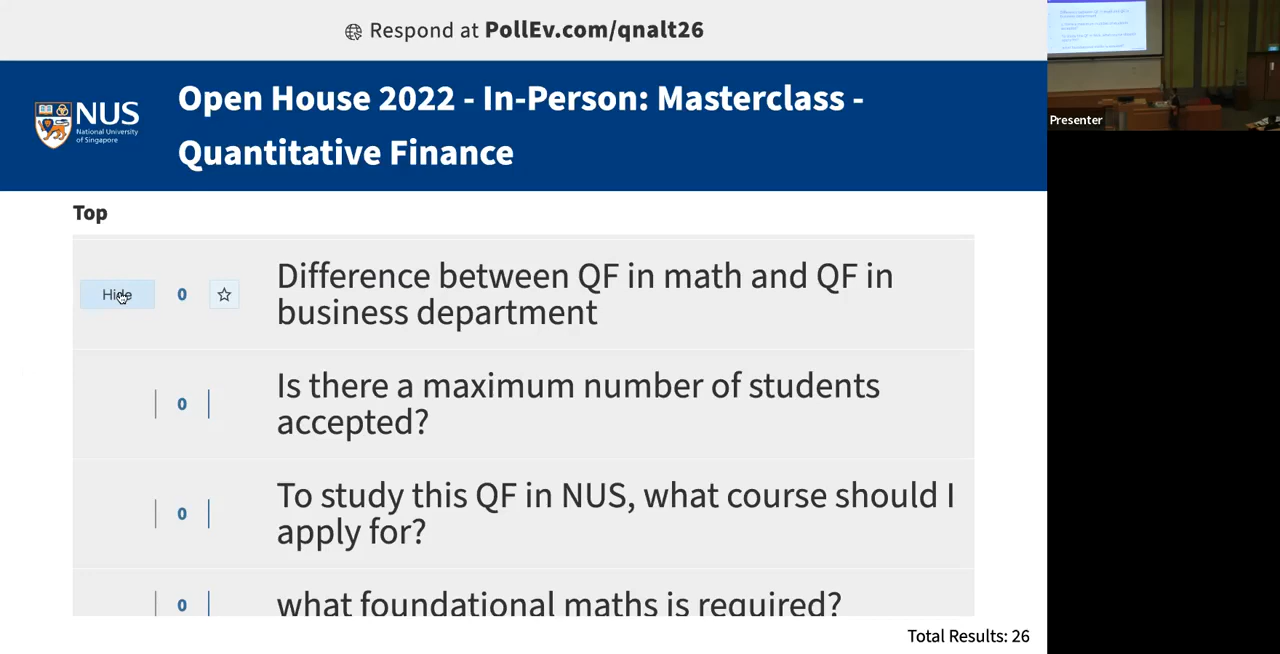 Respond at PollEv.com/qnalt26
NUS
National University
of Singapore
Open House 2022 - In-Person: Masterclass -
Quantitative Finance
Presenter
Top
Hide
0
Difference between QF in math and QF in
business department
0
Is there a maximum number of students
accepted?
0
To study this QF in NUS, what course should I
apply for?
0
what foundational maths is required?
Total Results: 26